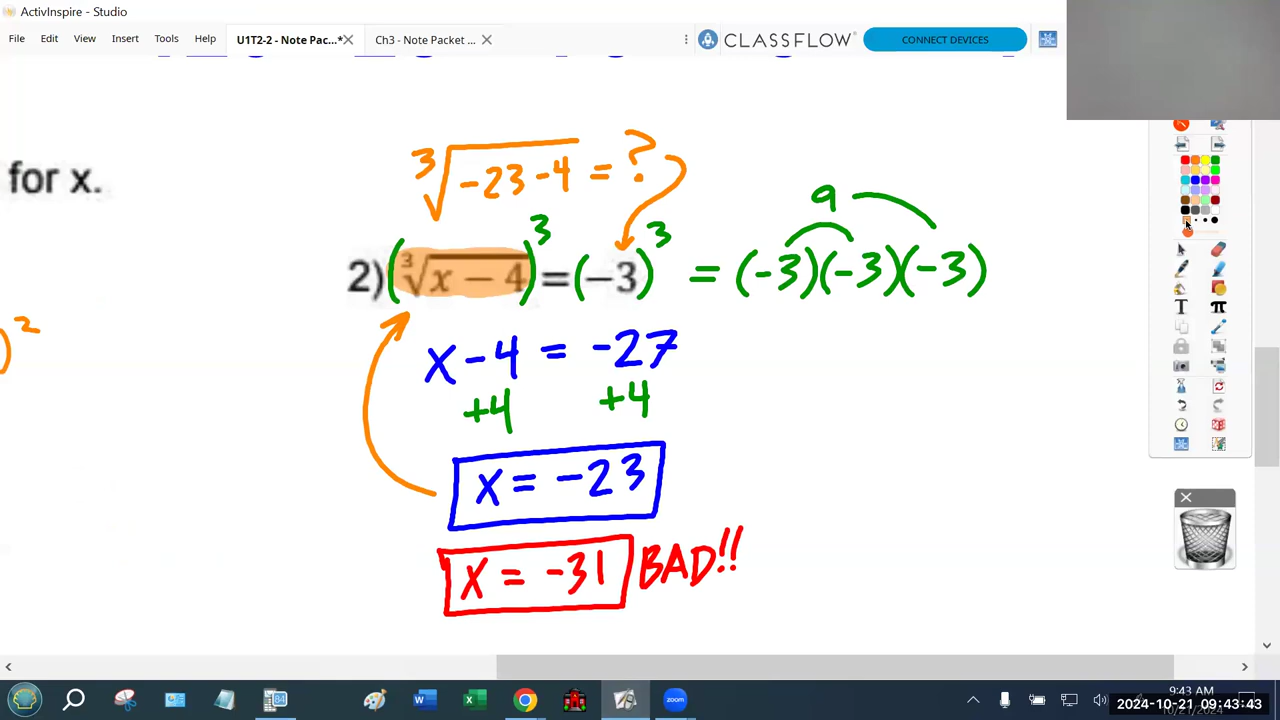 ActivInspire - Studio
File Edit View Insert Tools Help U1T2-2 - Note Pac...* Ch3 - Note Packet ... CLASSFLOW CONNECT DEVICES
for x.
∛(-23-4) = ?
9
2) (∛(x − 4))³ = (−3)³ = (-3)(-3)(-3)
)²
x-4 = -27
+4 +4
x = -23
x = -31 BAD!!
9:43 AM
2024-10-21 09:43:43